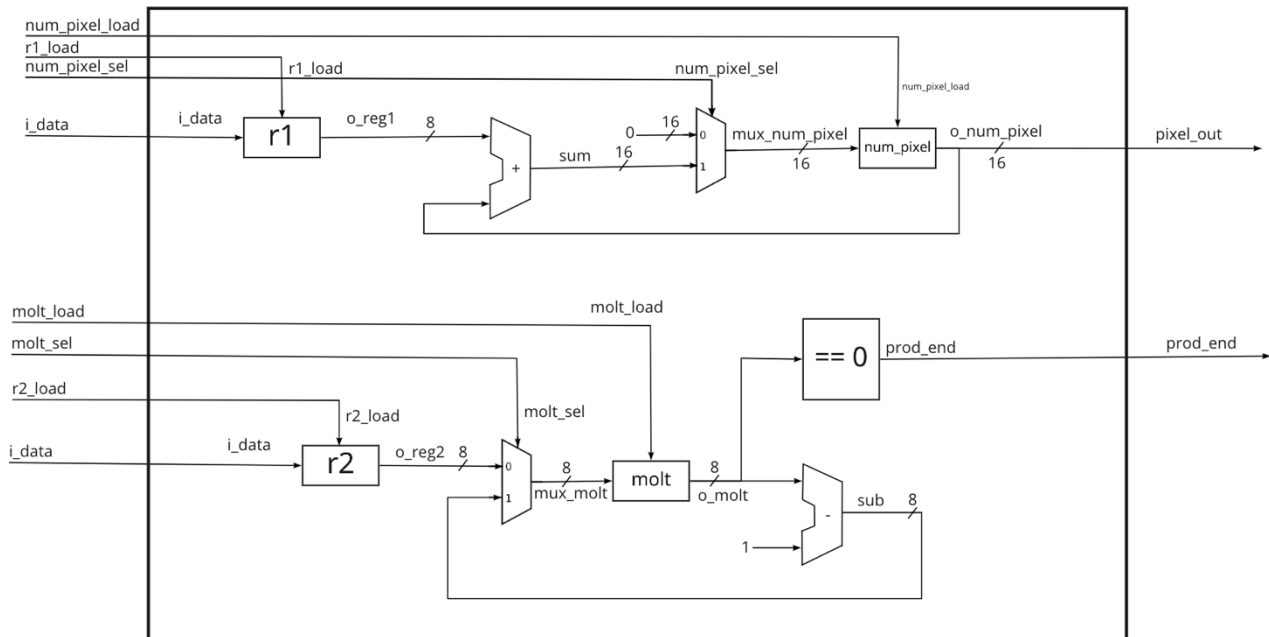 num_pixel_load
r1_load
num_pixel_sel
r1_load
num_pixel_sel
num_pixel_load
i_data
i_data
r1
o_reg1
8
+
sum
16
0
16
0
1
mux_num_pixel
16
num_pixel
o_num_pixel
16
pixel_out
molt_load
molt_load
molt_sel
molt_sel
== 0
prod_end
prod_end
r2_load
r2_load
i_data
i_data
r2
o_reg2
8
0
1
8
mux_molt
molt
8
o_molt
1
-
sub
8